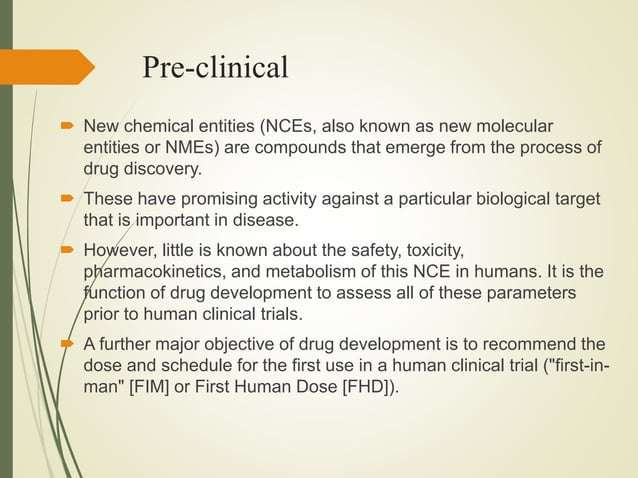 Pre-clinical
New chemical entities (NCEs, also known as new molecular
entities or NMEs) are compounds that emerge from the process of
drug discovery.
These have promising activity against a particular biological target
that is important in disease.
However, little is known about the safety, toxicity,
pharmacokinetics, and metabolism of this NCE in humans. It is the
function of drug development to assess all of these parameters
prior to human clinical trials.
A further major objective of drug development is to recommend the
dose and schedule for the first use in a human clinical trial ("first-in-
man" [FIM] or First Human Dose [FHD]).